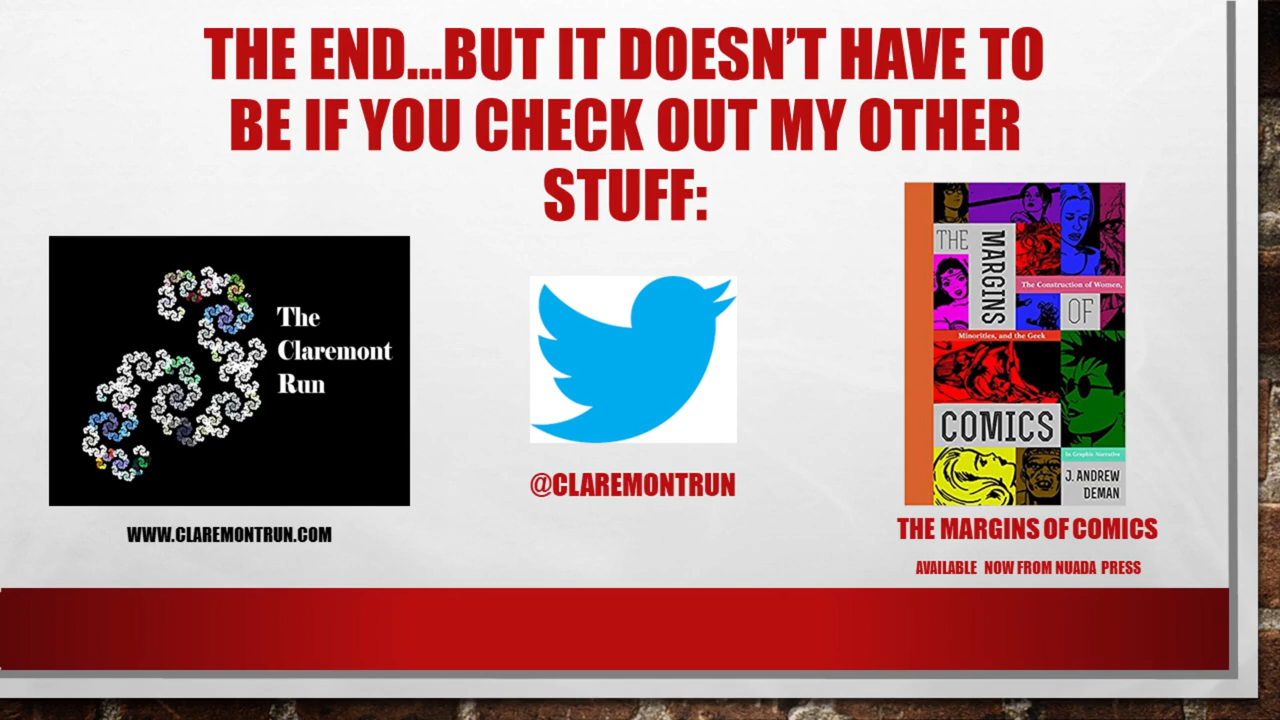 THE END...BUT IT DOESN'T HAVE TO
BE IF YOU CHECK OUT MY OTHER
STUFF:
The
Claremont
Run
WWW.CLAREMONTRUN.COM
@CLAREMONTRUN
THE
MARGINS
The Construction of Women,
OF
Minorities, and the Geek
COMICS
in Graphic Narrative
J. ANDREW
DEMAN
THE MARGINS OF COMICS
AVAILABLE NOW FROM NUADA PRESS